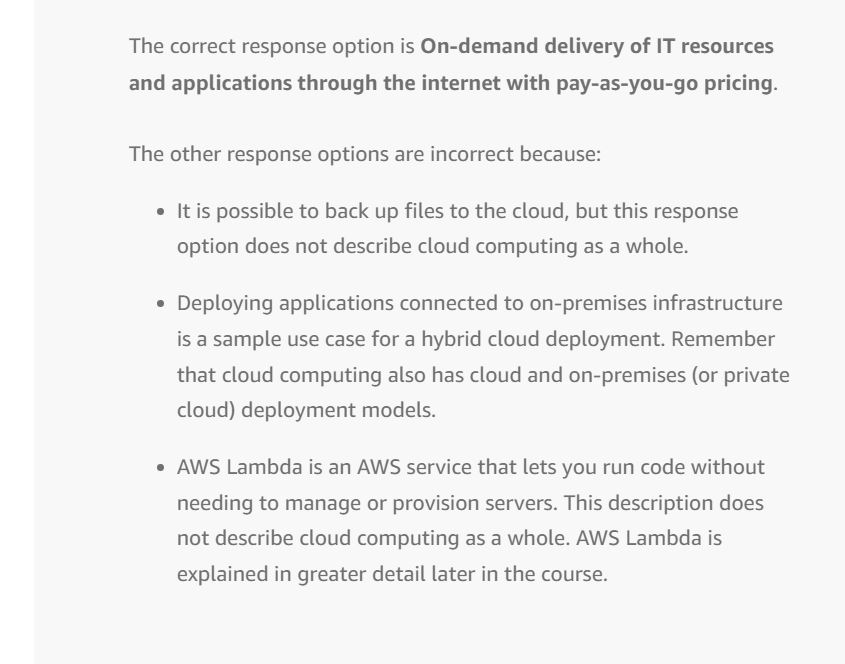 The correct response option is On-demand delivery of IT resources
and applications through the internet with pay-as-you-go pricing.
The other response options are incorrect because:
• It is possible to back up files to the cloud, but this response
option does not describe cloud computing as a whole.
• Deploying applications connected to on-premises infrastructure
is a sample use case for a hybrid cloud deployment. Remember
that cloud computing also has cloud and on-premises (or private
cloud) deployment models.
• AWS Lambda is an AWS service that lets you run code without
needing to manage or provision servers. This description does
not describe cloud computing as a whole. AWS Lambda is
explained in greater detail later in the course.